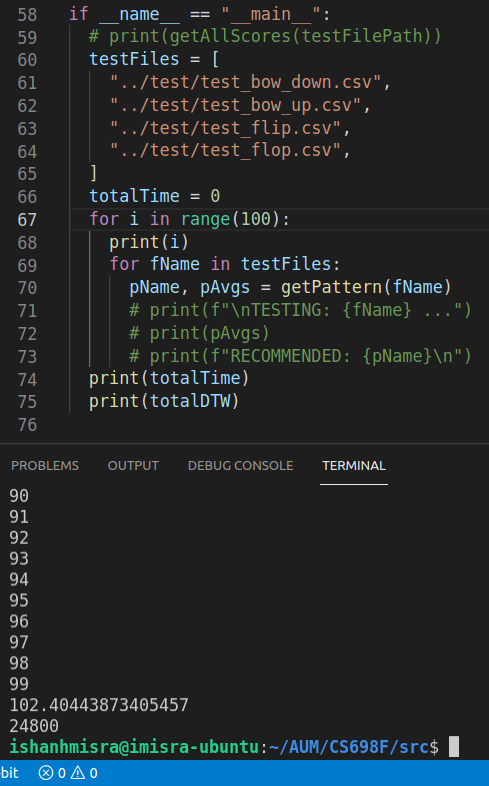 58 if __name__ == "__main__":
59 # print(getAllScores(testFilePath))
60 testFiles = [
61 "../test/test_bow_down.csv",
62 "../test/test_bow_up.csv",
63 "../test/test_flip.csv",
64 "../test/test_flop.csv",
65 ]
66 totalTime = 0
67 for i in range(100):
68 print(i)
69 for fName in testFiles:
70 pName, pAvgs = getPattern(fName)
71 # print(f"\nTESTING: {fName} ...")
72 # print(pAvgs)
73 # print(f"RECOMMENDED: {pName}\n")
74 print(totalTime)
75 print(totalDTW)
76
PROBLEMS OUTPUT DEBUG CONSOLE TERMINAL
90
91
92
93
94
95
96
97
98
99
102.40443873405457
24800
ishanhmisra@imisra-ubuntu:~/AUM/CS698F/src$
bit 0 0